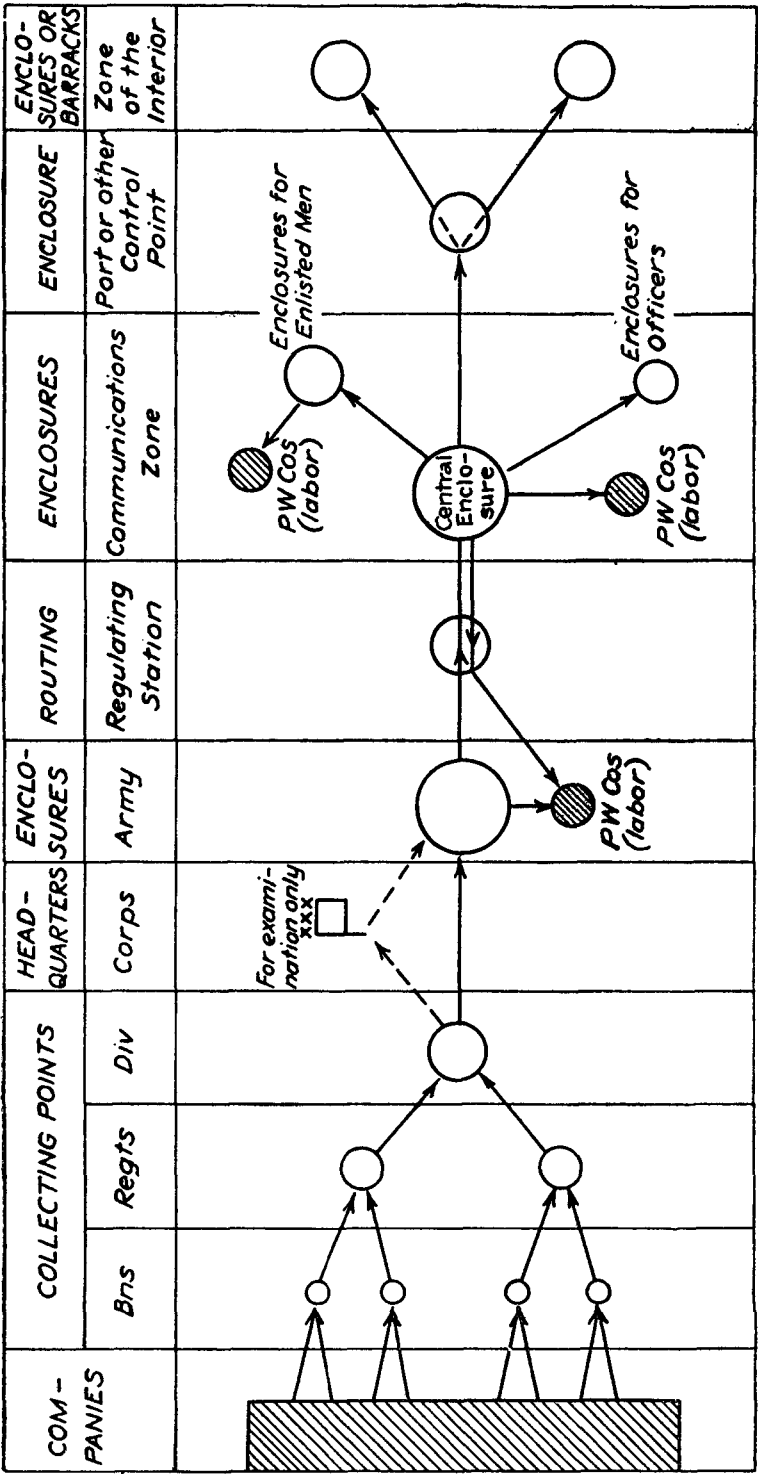 COM-
PANIES
COLLECTING POINTS
Bns
Regts
Div
HEAD-
QUARTERS
Corps
ENCLO-
SURES
Army
ROUTING
Regulating
Station
ENCLOSURES
Communications
Zone
ENCLOSURE
Port or other
Control
Point
ENCLO-
SURES OR
BARRACKS
Zone
of the
Interior
For exami-
nation only
xxx
PW Cos
(labor)
Central
Enclo-
sure
PW Cos
(labor)
Enclosures for
Enlisted Men
PW Cos
(labor)
Enclosures for
Officers